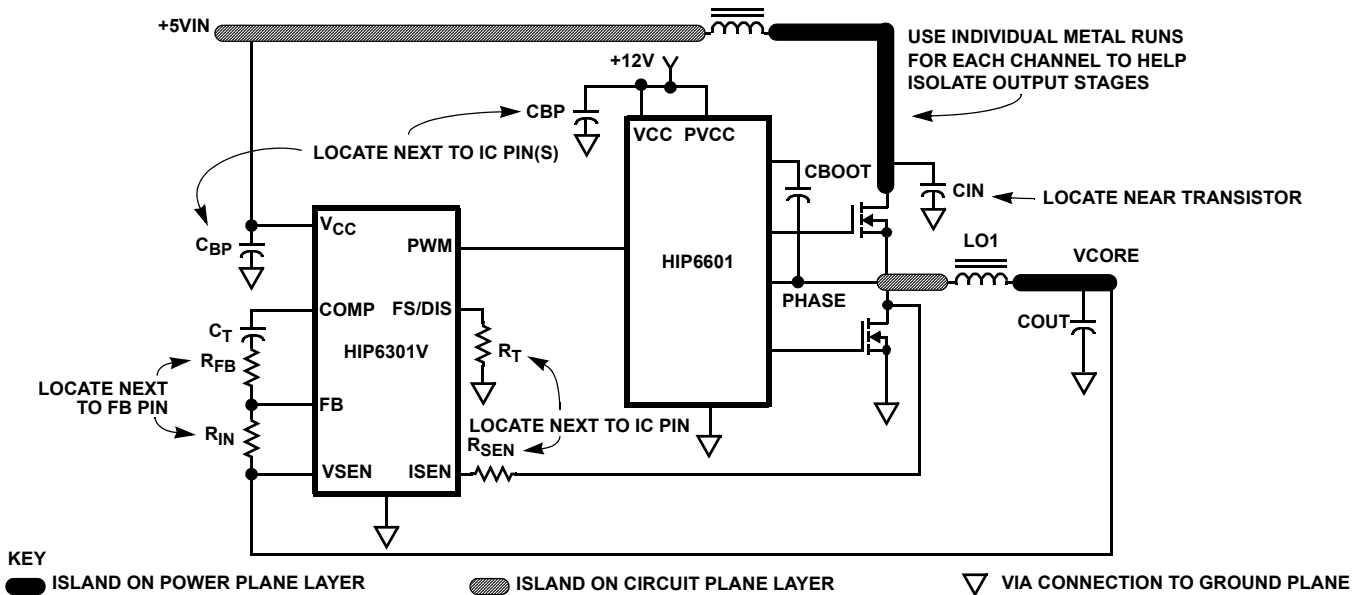 +5VIN
USE INDIVIDUAL METAL RUNS
FOR EACH CHANNEL TO HELP
ISOLATE OUTPUT STAGES
+12V
CBP
VCC PVCC
LOCATE NEXT TO IC PIN(S)
CBOOT
CIN
LOCATE NEAR TRANSISTOR
VCC
CBP
PWM
HIP6601
LO1
VCORE
PHASE
COMP
FS/DIS
CT
RFB
HIP6301V
RT
COUT
LOCATE NEXT
TO FB PIN
FB
RIN
LOCATE NEXT TO IC PIN
RSEN
VSEN
ISEN
KEY
ISLAND ON POWER PLANE LAYER
ISLAND ON CIRCUIT PLANE LAYER
VIA CONNECTION TO GROUND PLANE